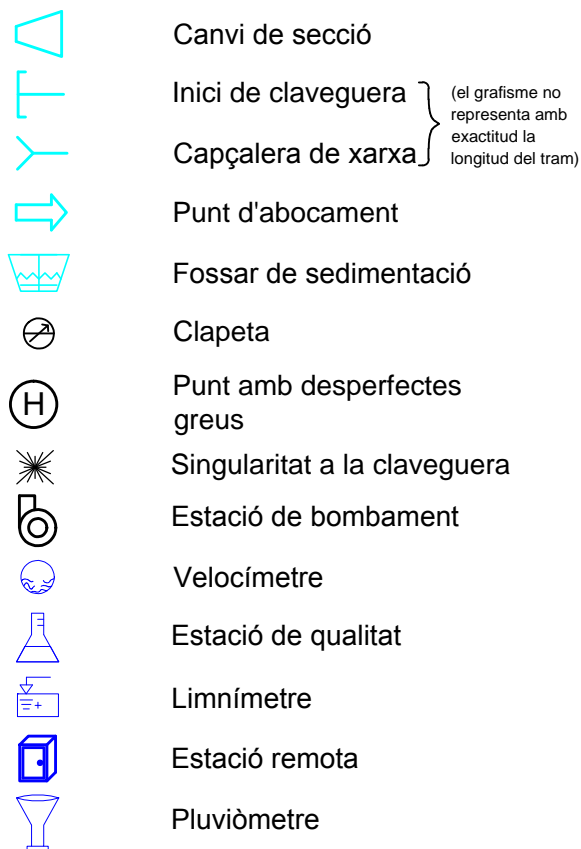 Canvi de secció
Inici de claveguera
Capçalera de xarxa
(el grafisme no
representa amb
exactitud la
longitud del tram)
Punt d'abocament
Fossar de sedimentació
Clapeta
H
Punt amb desperfectes
greus
Singularitat a la claveguera
Estació de bombament
Velocímetre
Estació de qualitat
Limnímetre
Estació remota
Pluviòmetre